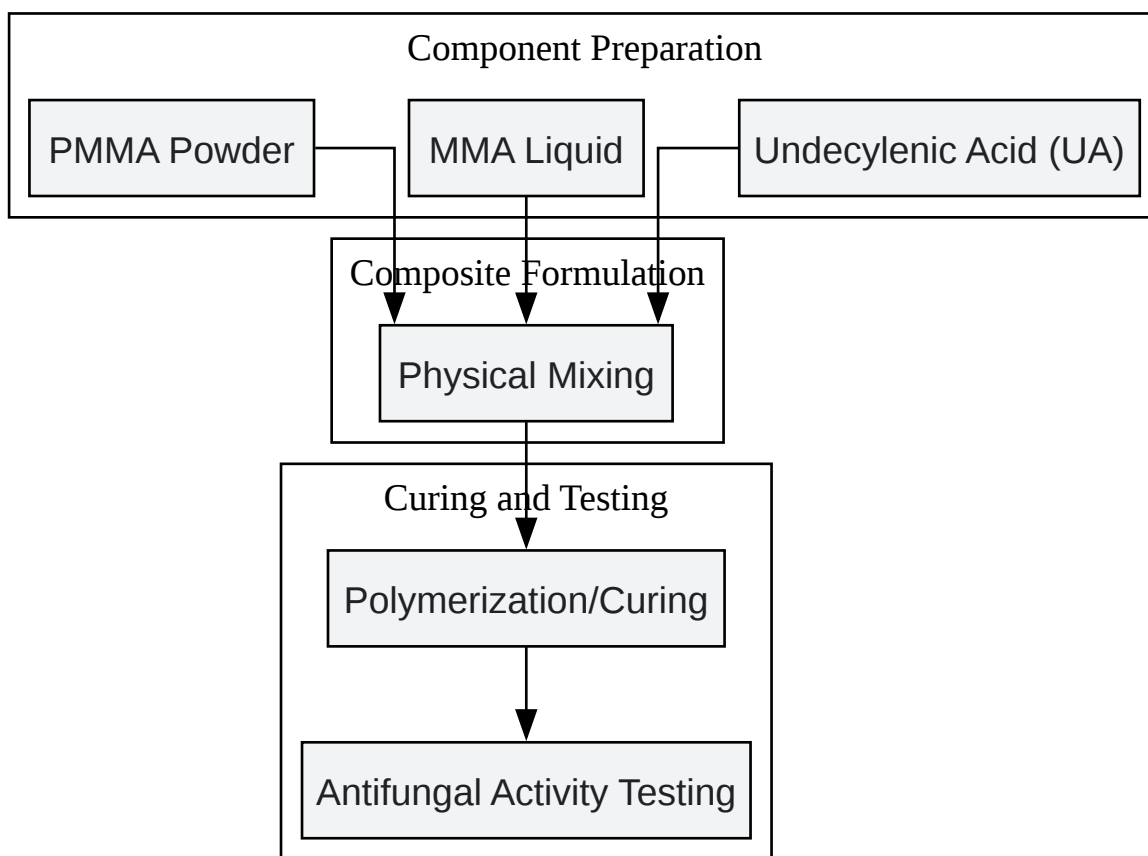 Component Preparation
PMMA Powder
MMA Liquid
Undecylenic Acid (UA)
Composite Formulation
Physical Mixing
Curing and Testing
Polymerization/Curing
Antifungal Activity Testing